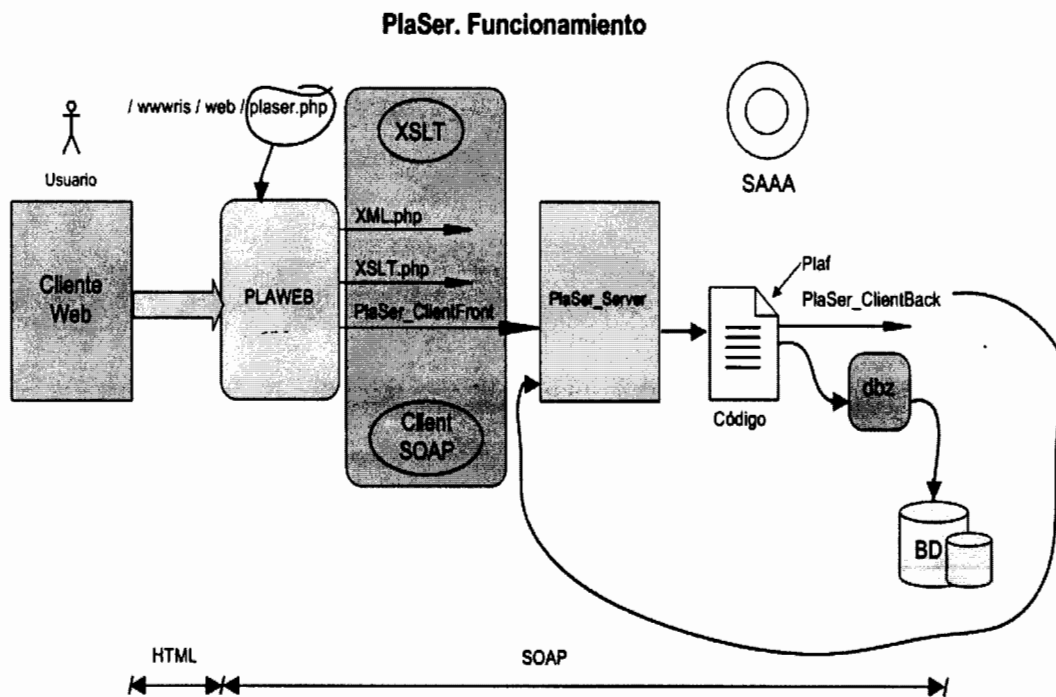 PlaSer. Funcionamiento
/ wwwris / web / plaser.php
Usuario
XSLT
SAAA
Cliente
Web
PLAWEB
XML.php
XSLT.php
PlaSer_ClientFront
PlaSer_Server
Plaf
PlaSer_ClientBack
Código
dbz
Client
SOAP
BD
HTML
SOAP